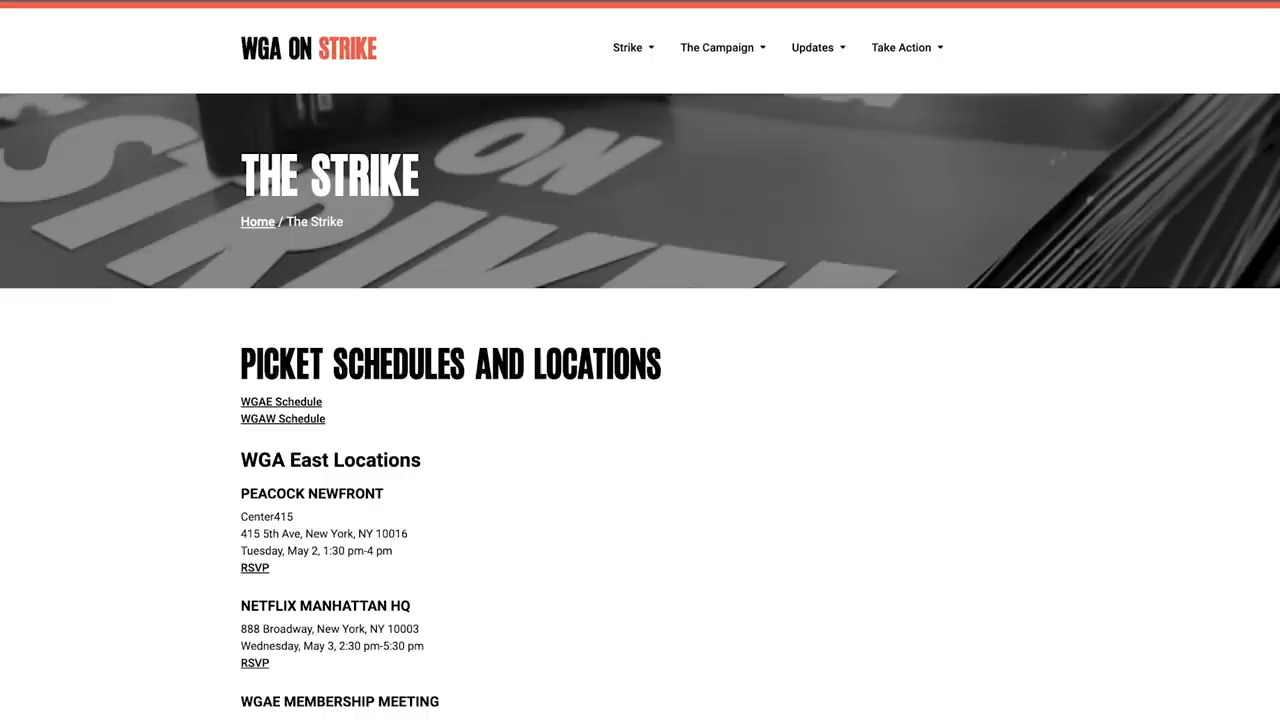 WGA ON STRIKE
Strike
The Campaign
Updates
Take Action
ON
STRIKE!
THE STRIKE
Home / The Strike
PICKET SCHEDULES AND LOCATIONS
WGAE Schedule
WGAW Schedule
WGA East Locations
PEACOCK NEWFRONT
Center415
415 5th Ave, New York, NY 10016
Tuesday, May 2, 1:30 pm-4 pm
RSVP
NETFLIX MANHATTAN HQ
888 Broadway, New York, NY 10003
Wednesday, May 3, 2:30 pm-5:30 pm
RSVP
WGAE MEMBERSHIP MEETING